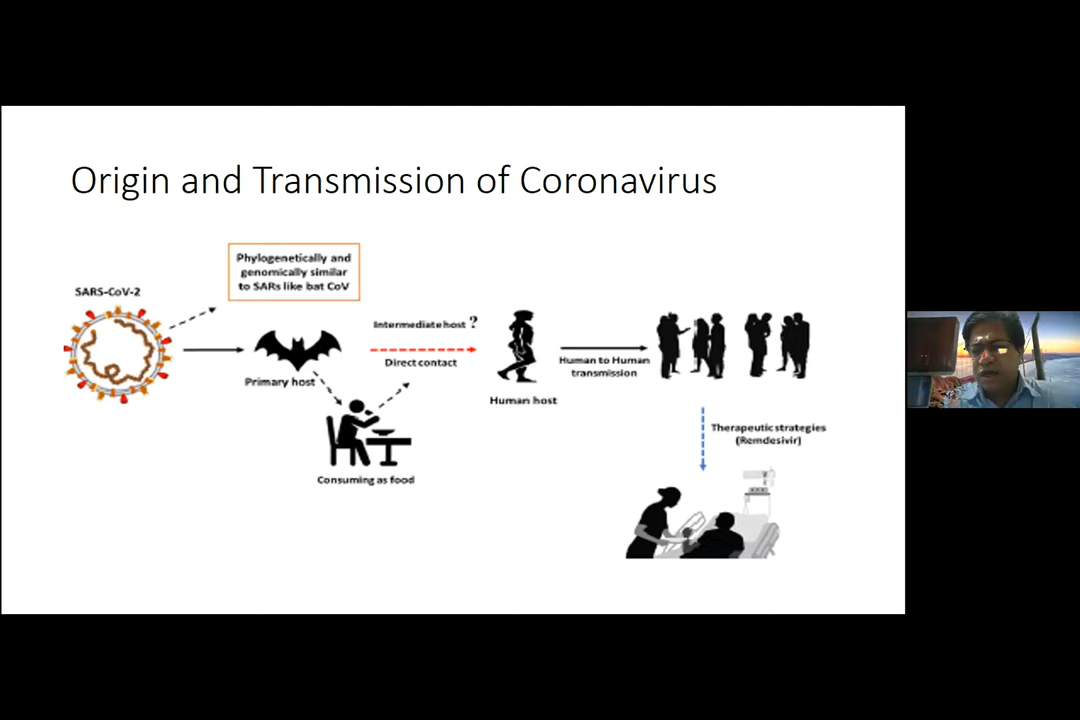 Origin and Transmission of Coronavirus
Phylogenetically and
genomically similar
to SARs like bat CoV
SARS-CoV-2
Intermediate host ?
Direct contact
Primary host
Human to Human
transmission
Human host
Consuming as food
Therapeutic strategies
(Remdesivir)